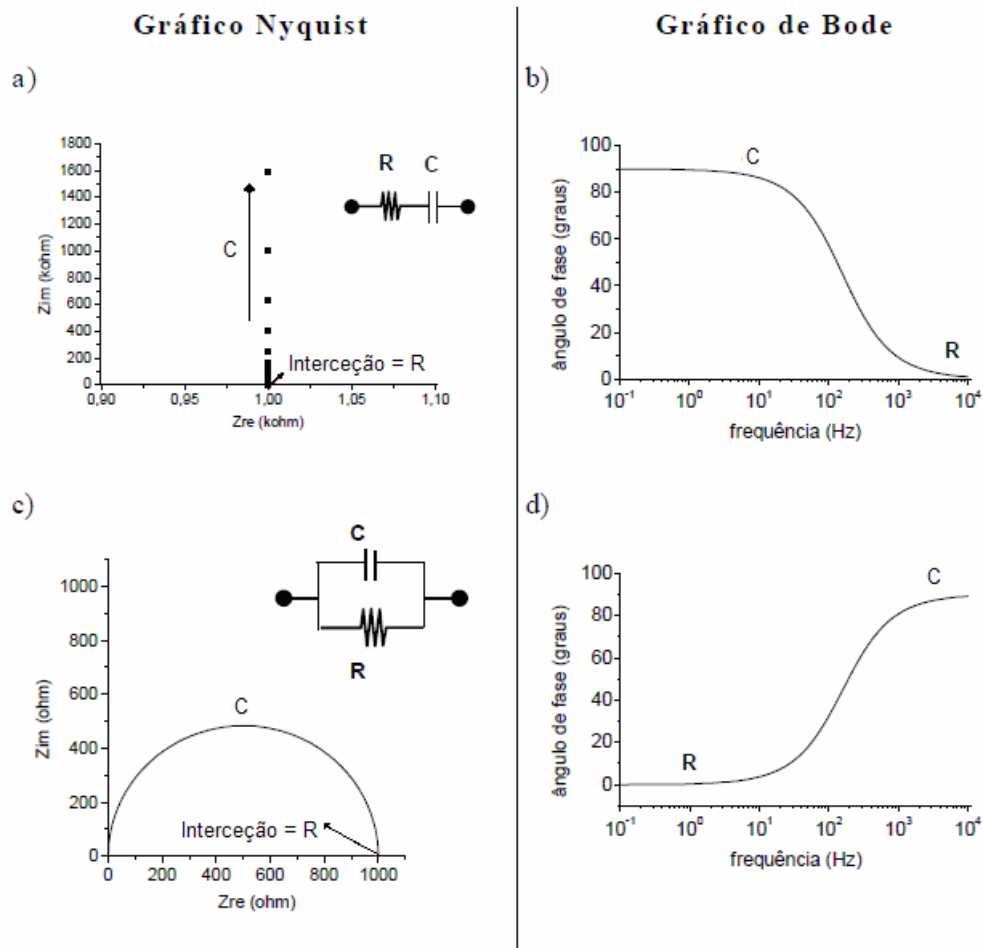 Gráfico Nyquist
Gráfico de Bode
a)
1800
1600
1400
1200
1000
800
600
400
200
0
Zim (kohm)
C
R C
Interceção = R
0,90 0,95 1,00 1,05 1,10
Zre (kohm)
b)
100
80
60
40
20
0
ângulo de fase (graus)
C
R
10⁻¹ 10⁰ 10¹ 10² 10³ 10⁴
frequência (Hz)
c)
1000
800
600
400
200
0
Zim (ohm)
C
R
C
Interceção = R
0 200 400 600 800 1000
Zre (ohm)
d)
100
80
60
40
20
0
ângulo de fase (graus)
C
R
10⁻¹ 10⁰ 10¹ 10² 10³ 10⁴
frequência (Hz)